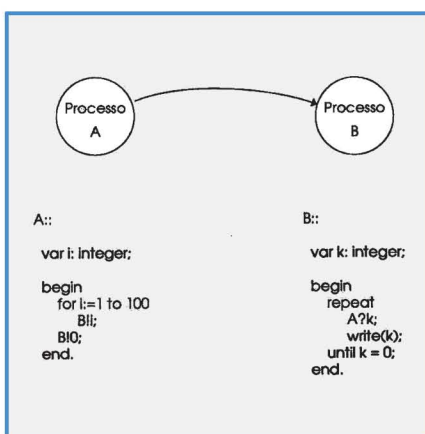 Processo
A
Processo
B
A::
var i: integer;
begin
for i:=1 to 100
B!i;
B!0;
end.
B::
var k: integer;
begin
repeat
A?k;
write(k);
until k = 0;
end.